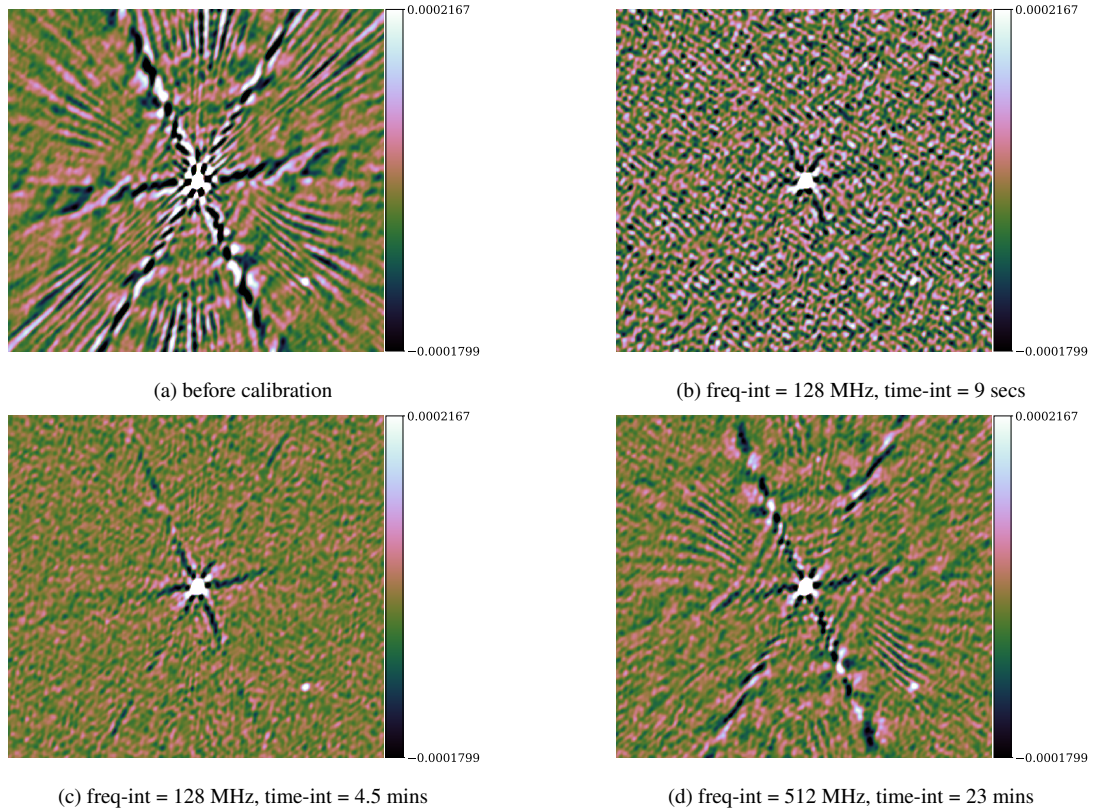 0.0002167
−0.0001799
(a) before calibration
0.0002167
−0.0001799
(b) freq-int = 128 MHz, time-int = 9 secs
0.0002167
−0.0001799
(c) freq-int = 128 MHz, time-int = 4.5 mins
0.0002167
−0.0001799
(d) freq-int = 512 MHz, time-int = 23 mins